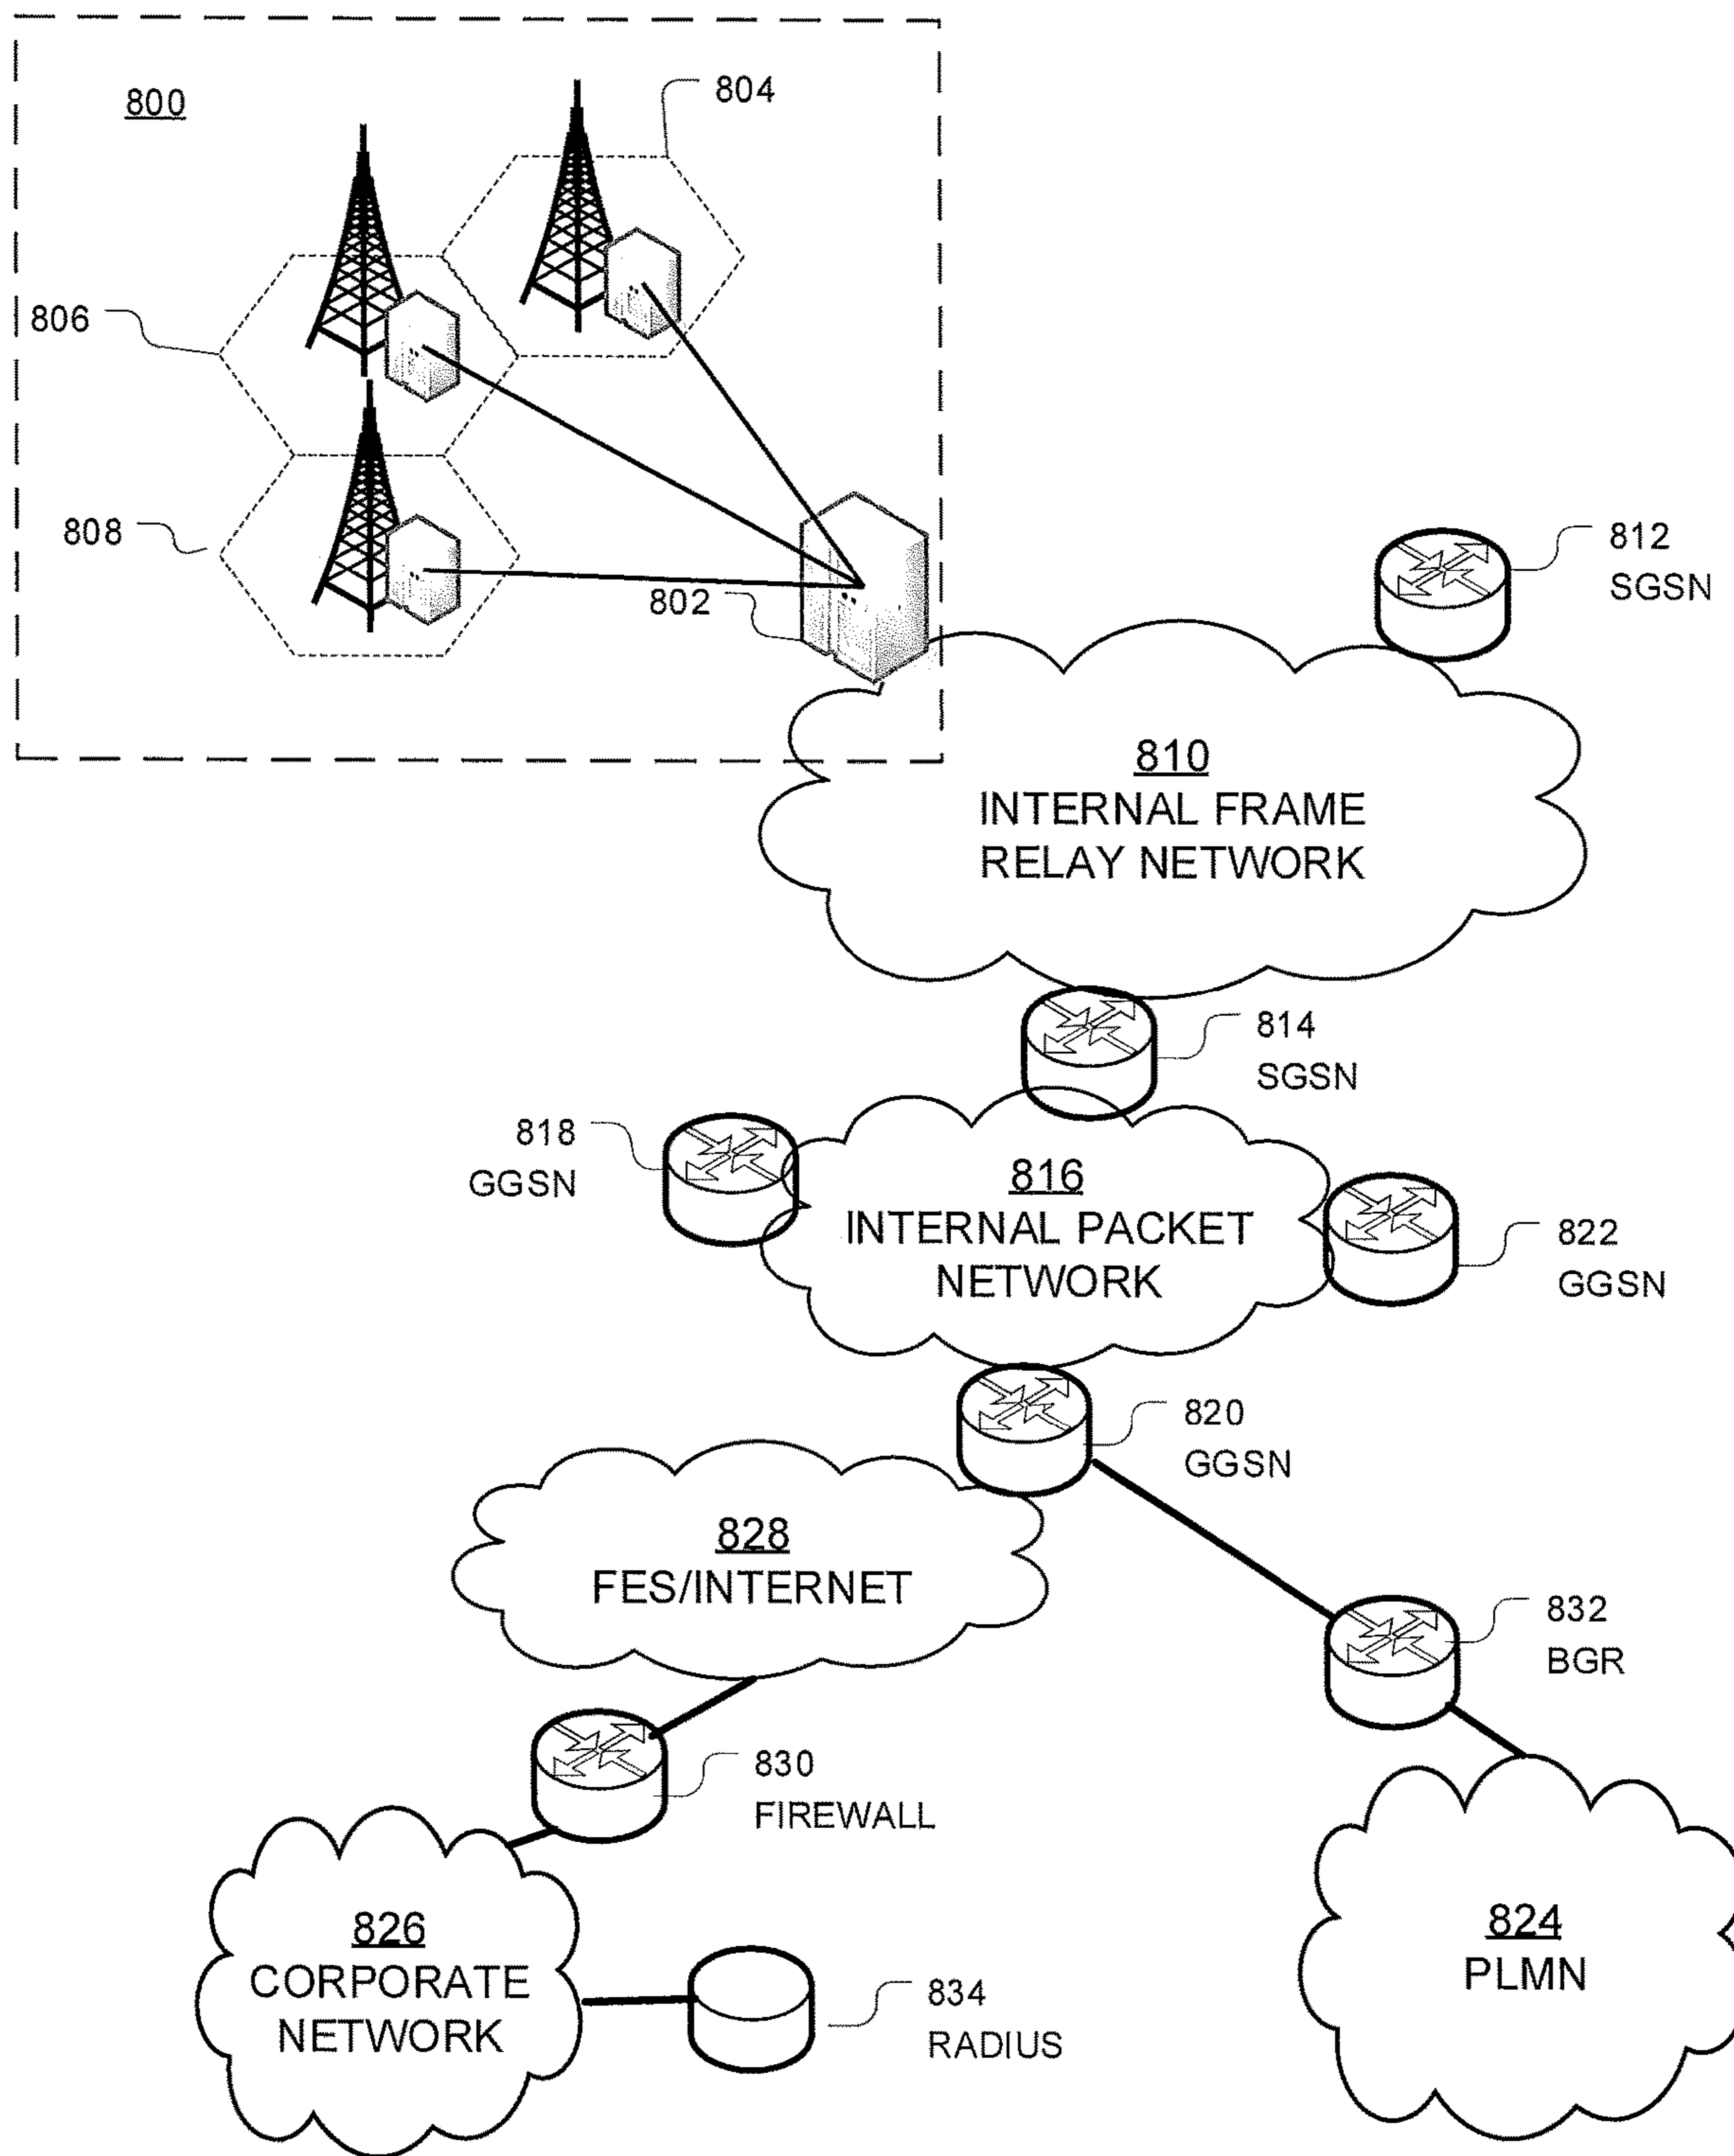 800
804
806
808
802
812
SGSN
810
INTERNAL FRAME
RELAY NETWORK
814
SGSN
818
GGSN
816
INTERNAL PACKET
NETWORK
822
GGSN
820
GGSN
828
FES/INTERNET
832
BGR
830
FIREWALL
826
CORPORATE
NETWORK
834
RADIUS
824
PLMN